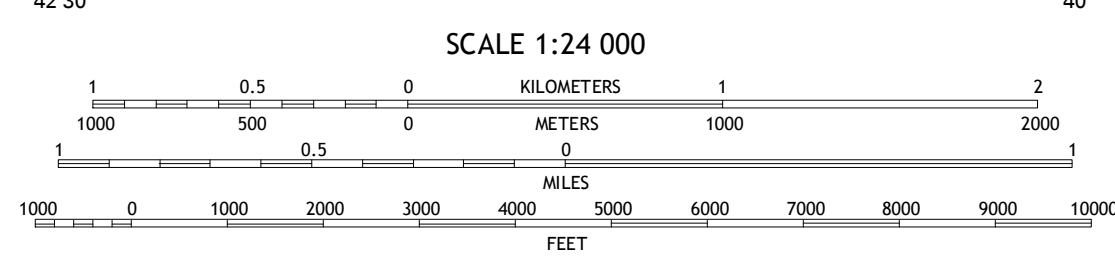 42 30 40
SCALE 1:24 000
1 0.5 0 KILOMETERS 1 2
1000 500 0 METERS 1000 2000
1 0.5 0 1
MILES
1000 0 1000 2000 3000 4000 5000 6000 7000 8000 9000 10000
FEET